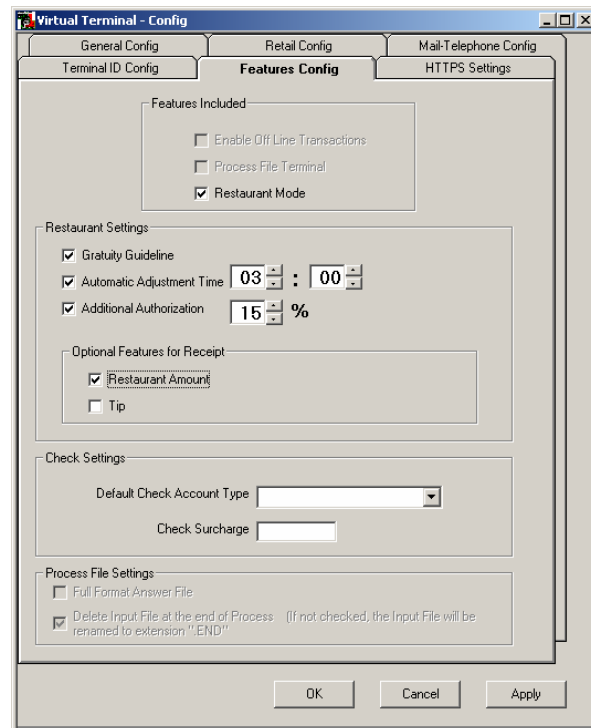 Virtual Terminal - Config
General Config
Retail Config
Mail-Telephone Config
Terminal ID Config
Features Config
HTTPS Settings
Features Included
Enable Off Line Transactions
Process File Terminal
Restaurant Mode
Restaurant Settings
Gratuity Guideline
Automatic Adjustment Time 03 : 00
Additional Authorization 15 %
Optional Features for Receipt
Restaurant Amount
Tip
Check Settings
Default Check Account Type
Check Surcharge
Process File Settings
Full Format Answer File
Delete Input File at the end of Process (If not checked, the Input File will be
renamed to extension ".END"
OK
Cancel
Apply